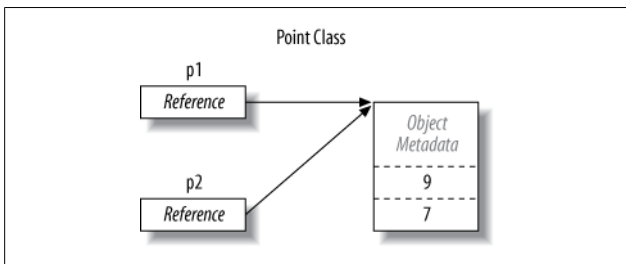 Point Class
p1
Reference
Object
Metadata
9
7
p2
Reference